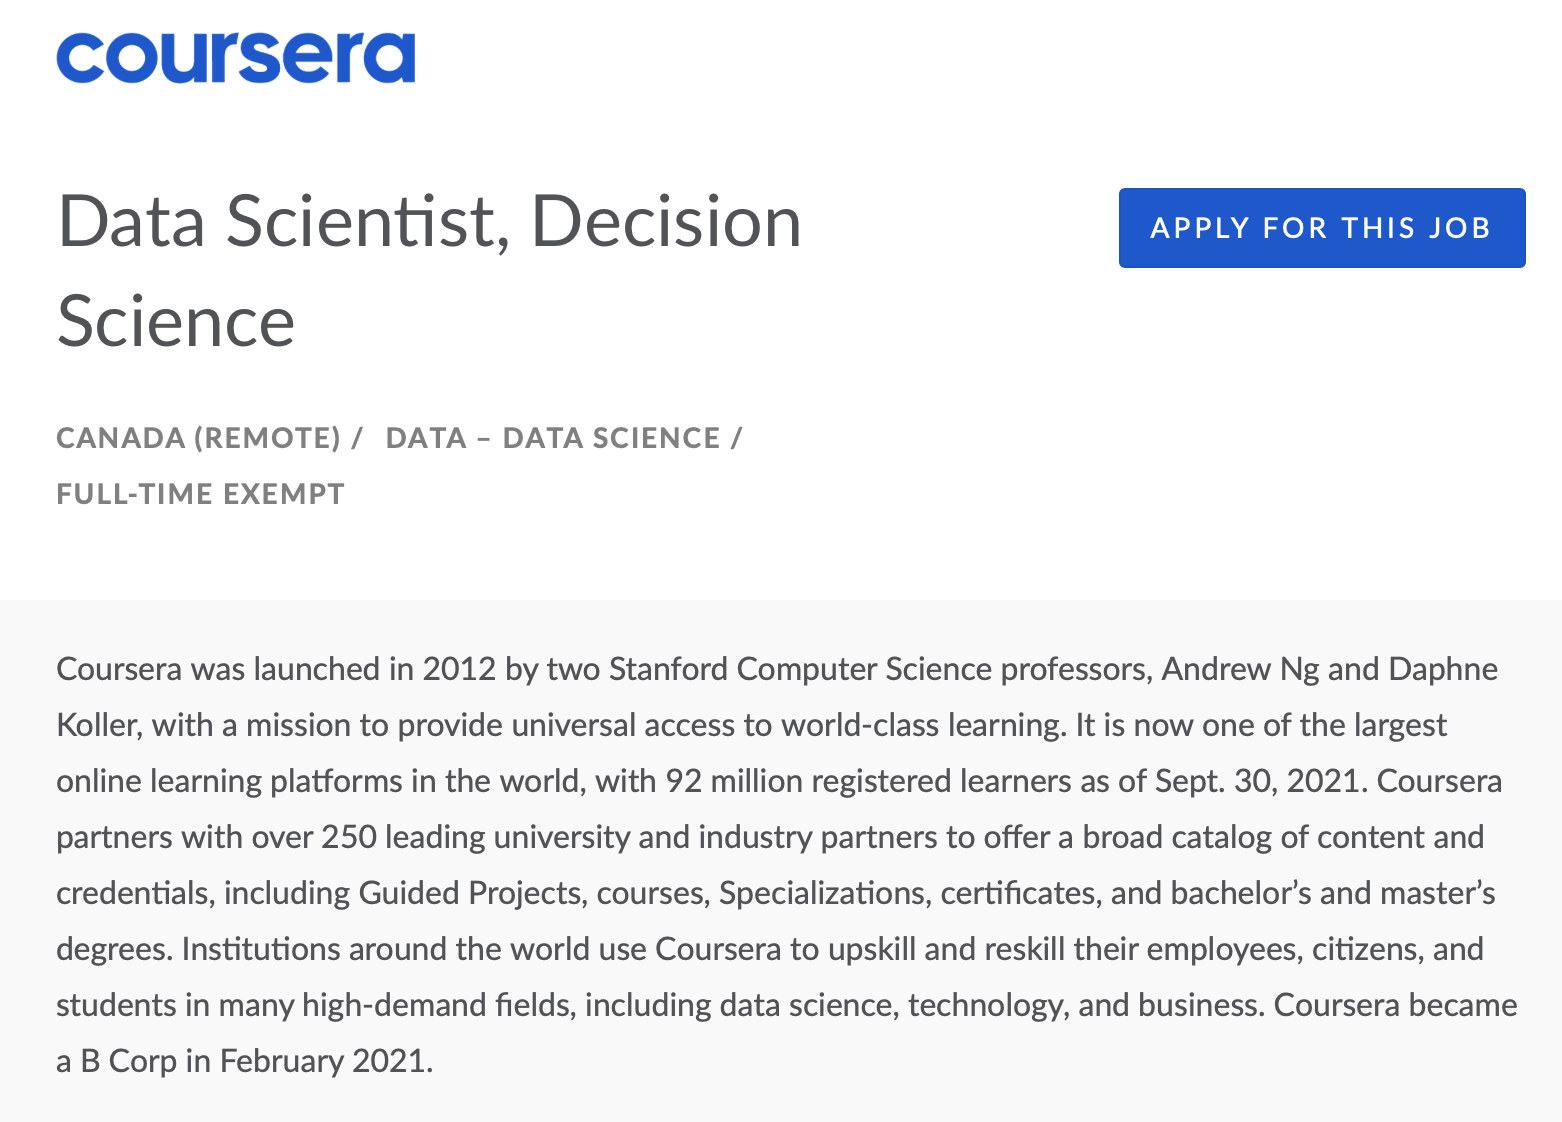 coursera
Data Scientist, Decision
Science
APPLY FOR THIS JOB
CANADA (REMOTE) / DATA – DATA SCIENCE /
FULL-TIME EXEMPT
Coursera was launched in 2012 by two Stanford Computer Science professors, Andrew Ng and Daphne
Koller, with a mission to provide universal access to world-class learning. It is now one of the largest
online learning platforms in the world, with 92 million registered learners as of Sept. 30, 2021. Coursera
partners with over 250 leading university and industry partners to offer a broad catalog of content and
credentials, including Guided Projects, courses, Specializations, certificates, and bachelor’s and master’s
degrees. Institutions around the world use Coursera to upskill and reskill their employees, citizens, and
students in many high-demand fields, including data science, technology, and business. Coursera became
a B Corp in February 2021.